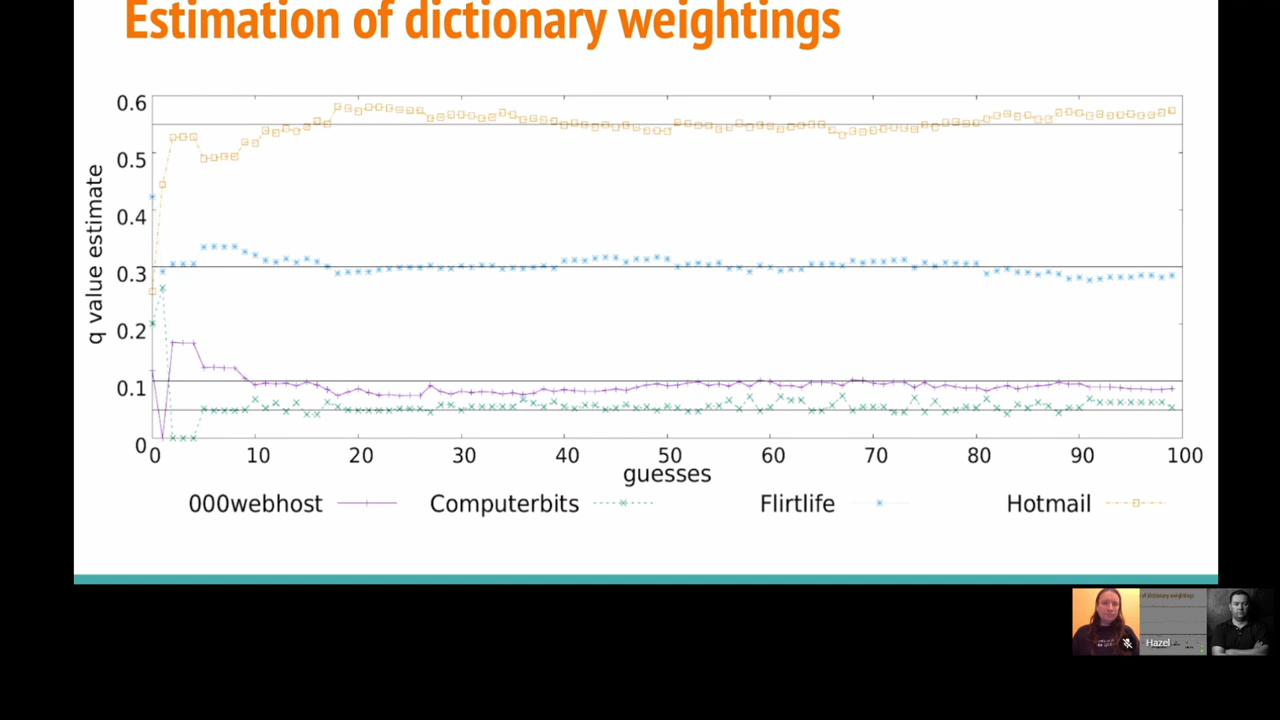 Estimation of dictionary weightings
0.6
0.5
0.4
0.3
0.2
0.1
0
q value estimate
0 10 20 30 40 50 60 70 80 90 100
guesses
000webhost Computerbits Flirtlife Hotmail
Hazel